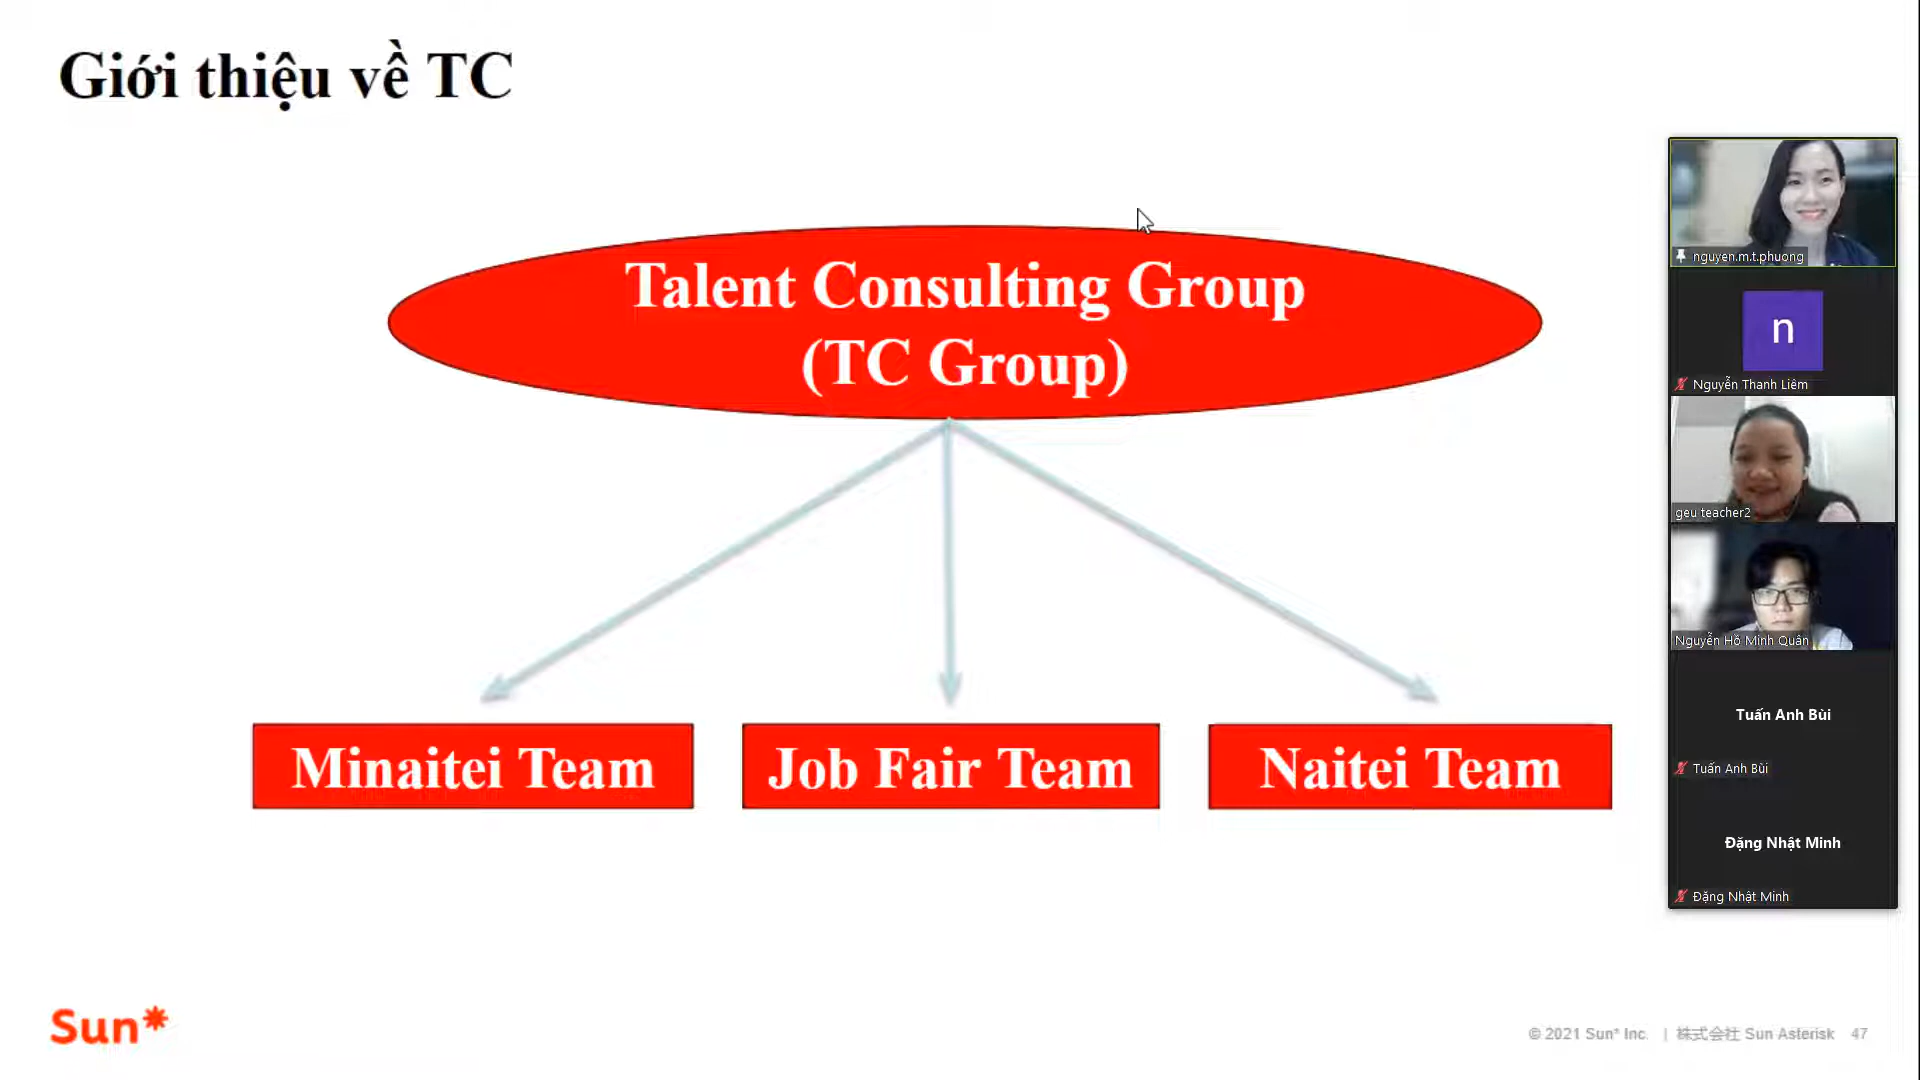 Giới thiệu về TC
Talent Consulting Group
(TC Group)
Minaitei Team
Job Fair Team
Naitei Team
Sun*
© 2021 Sun* Inc. | 株式会社 Sun Asterisk 47
nguyen.m.t.phuong
n
Nguyễn Thanh Liêm
geu teacher2
Nguyễn Hồ Minh Quân
Tuấn Anh Bùi
Tuấn Anh Bùi
Đặng Nhật Minh
Đặng Nhật Minh